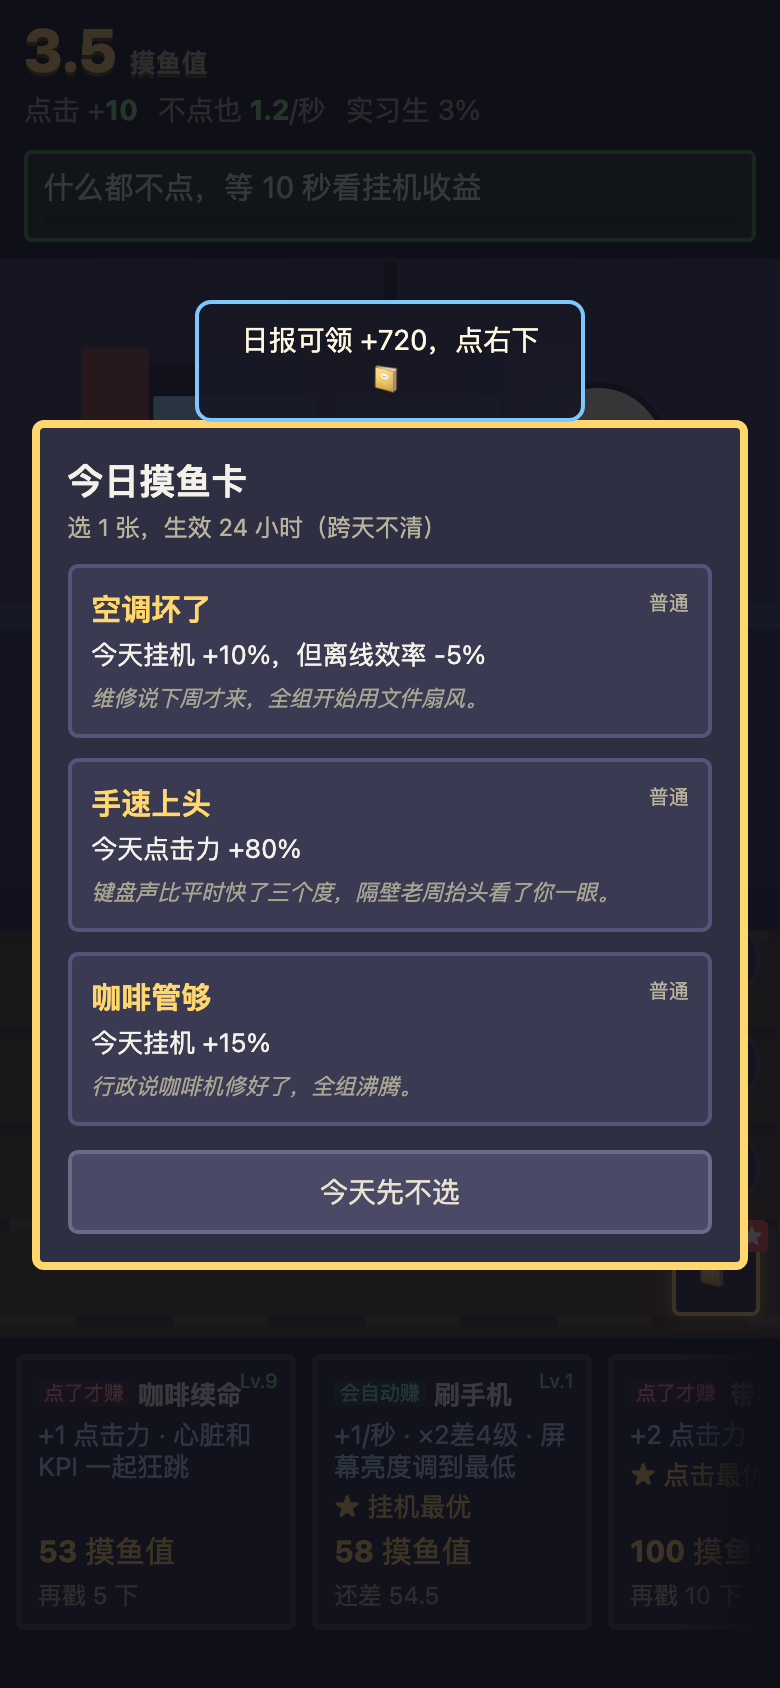 3.5 摸鱼值
点击 +10 不点也 1.2/秒 实习生 3%
什么都不点，等 10 秒看挂机收益
日报可领 +720，点右下
今日摸鱼卡
选 1 张，生效 24 小时（跨天不清）
空调坏了 普通
今天挂机 +10%，但离线效率 -5%
维修说下周才来，全组开始用文件扇风。
手速上头 普通
今天点击力 +80%
键盘声比平时快了三个度，隔壁老周抬头看了你一眼。
咖啡管够 普通
今天挂机 +15%
行政说咖啡机修好了，全组沸腾。
今天先不选
点了才赚 咖啡续命 Lv.9
+1 点击力 · 心脏和
KPI 一起狂跳
53 摸鱼值
再戳 5 下
会自动赚 刷手机 Lv.1
+1/秒 · ×2差4级 · 屏
幕亮度调到最低
★ 挂机最优
58 摸鱼值
还差 54.5
点了才赚 带
+2 点击力
★ 点击最优
100 摸鱼
再戳 10 下